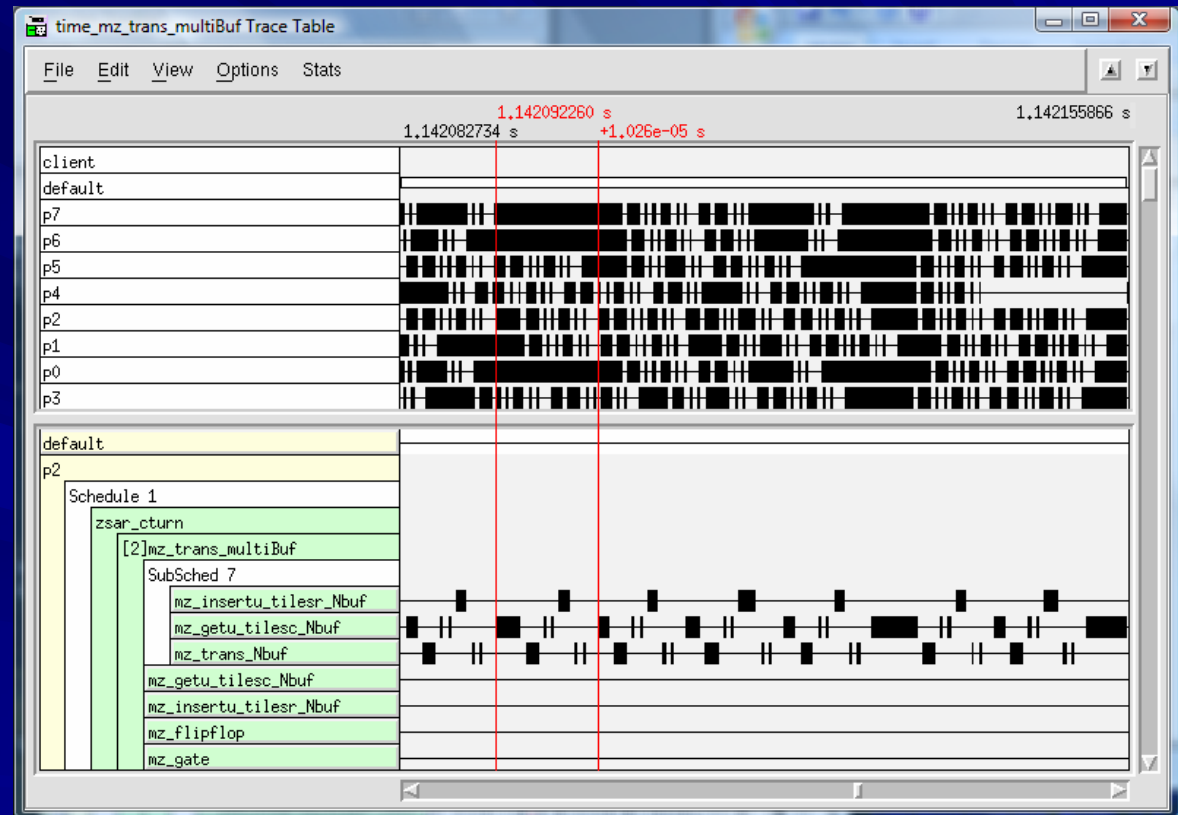 time_mz_trans_multiBuf Trace Table
File Edit View Options Stats
1.142092260 s 1.142155866 s
1.142082734 s +1.026e-05 s
client
default
p7
p6
p5
p4
p2
p1
p0
p3
default
p2
Schedule 1
zsar_cturn
[2]mz_trans_multiBuf
SubSched 7
mz_insertu_tilesr_Nbuf
mz_getu_tilesc_Nbuf
mz_trans_Nbuf
mz_getu_tilesc_Nbuf
mz_insertu_tilesr_Nbuf
mz_flipflop
mz_gate